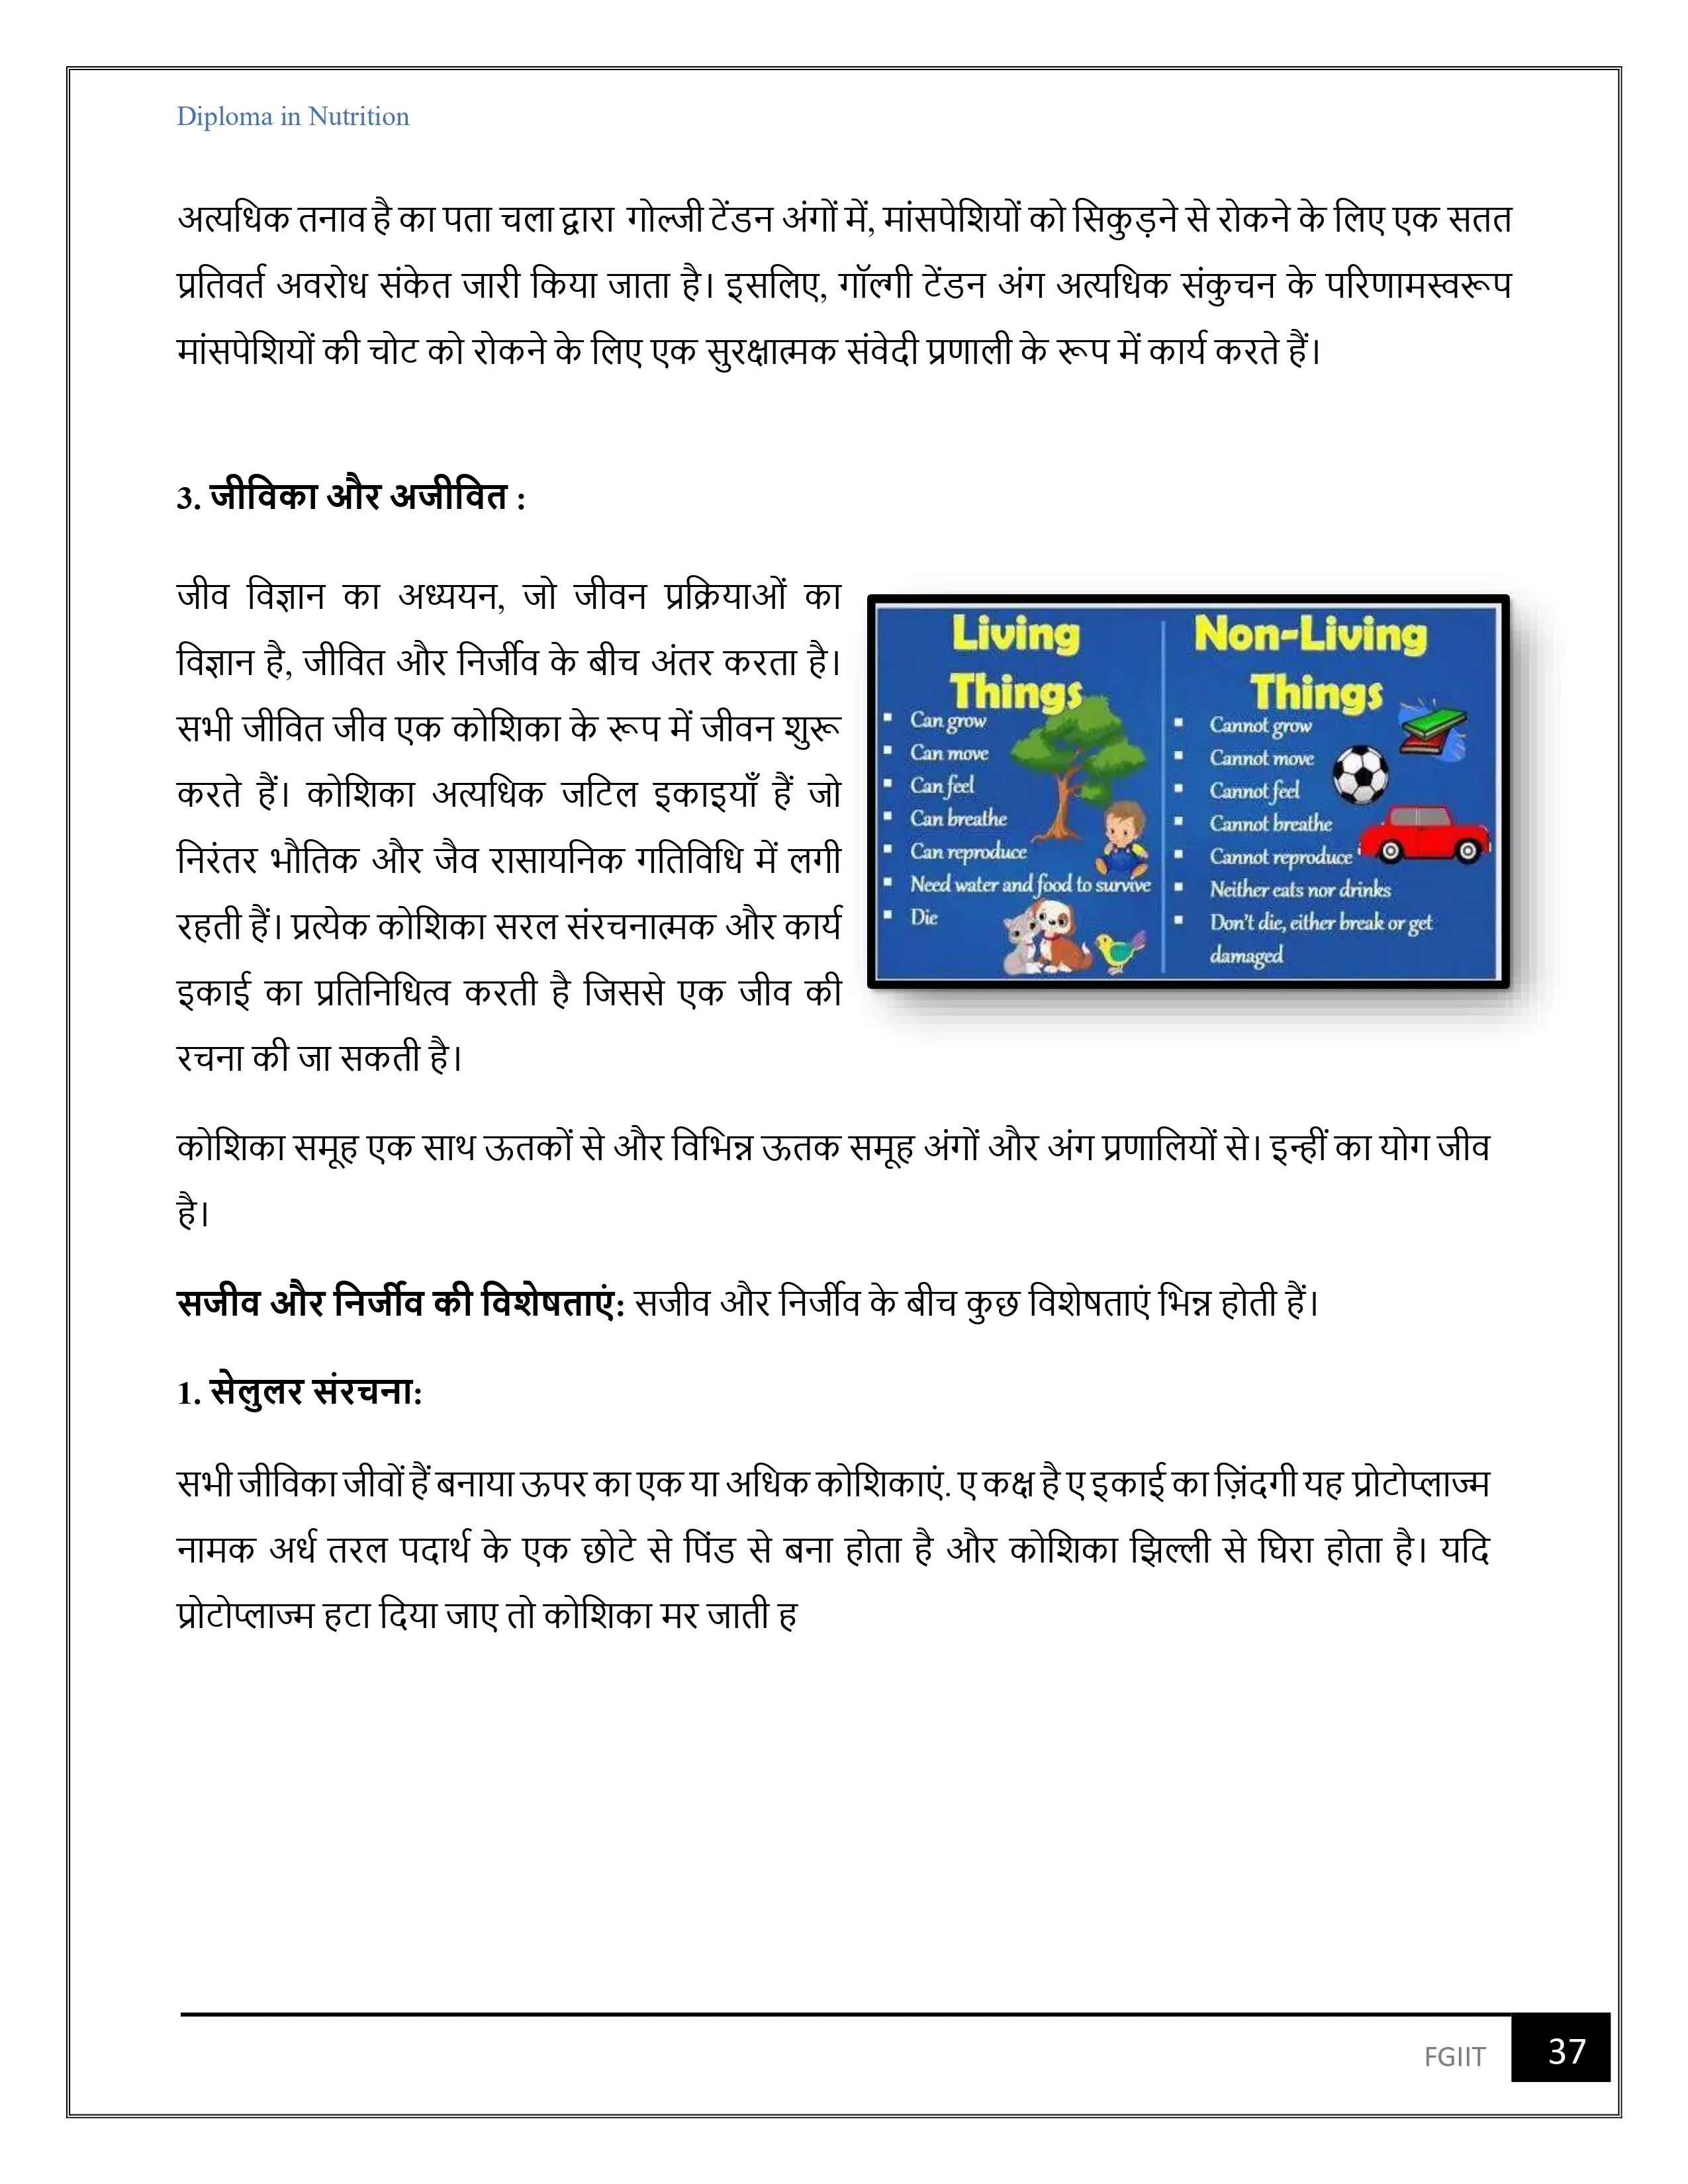 Diploma in Nutrition
अत्यधिक तनाव है का पता चला द्वारा गोल्जी टेंडन अंगों में, मांसपेशियों को सिकुड़ने से रोकने के लिए एक सतत
प्रतिवर्त अवरोध संकेत जारी किया जाता है। इसलिए, गॉल्गी टेंडन अंग अत्यधिक संकुचन के परिणामस्वरूप
मांसपेशियों की चोट को रोकने के लिए एक सुरक्षात्मक संवेदी प्रणाली के रूप में कार्य करते हैं।
3. जीविका और अजीवित :
जीव विज्ञान का अध्ययन, जो जीवन प्रक्रियाओं का
विज्ञान है, जीवित और निर्जीव के बीच अंतर करता है।
सभी जीवित जीव एक कोशिका के रूप में जीवन शुरू
करते हैं। कोशिका अत्यधिक जटिल इकाइयाँ हैं जो
निरंतर भौतिक और जैव रासायनिक गतिविधि में लगी
रहती हैं। प्रत्येक कोशिका सरल संरचनात्मक और कार्य
इकाई का प्रतिनिधित्व करती है जिससे एक जीव की
रचना की जा सकती है।
Living
Things
Can grow
Can move
Can feel
Can breathe
Can reproduce
Need water and food to survive
Die
Non-Living
Things
Cannot grow
Cannot move
Cannot feel
Cannot breathe
Cannot reproduce
Neither eats nor drinks
Don't die, either break or get
damaged
कोशिका समूह एक साथ ऊतकों से और विभिन्न ऊतक समूह अंगों और अंग प्रणालियों से। इन्हीं का योग जीव
है।
सजीव और निर्जीव की विशेषताएं: सजीव और निर्जीव के बीच कुछ विशेषताएं भिन्न होती हैं।
1. सेलुलर संरचना:
सभी जीविका जीवों हैं बनाया ऊपर का एक या अधिक कोशिकाएं. ए कक्ष है ए इकाई का ज़िंदगी यह प्रोटोप्लाज्म
नामक अर्ध तरल पदार्थ के एक छोटे से पिंड से बना होता है और कोशिका झिल्ली से घिरा होता है। यदि
प्रोटोप्लाज्म हटा दिया जाए तो कोशिका मर जाती ह
FGIIT 37